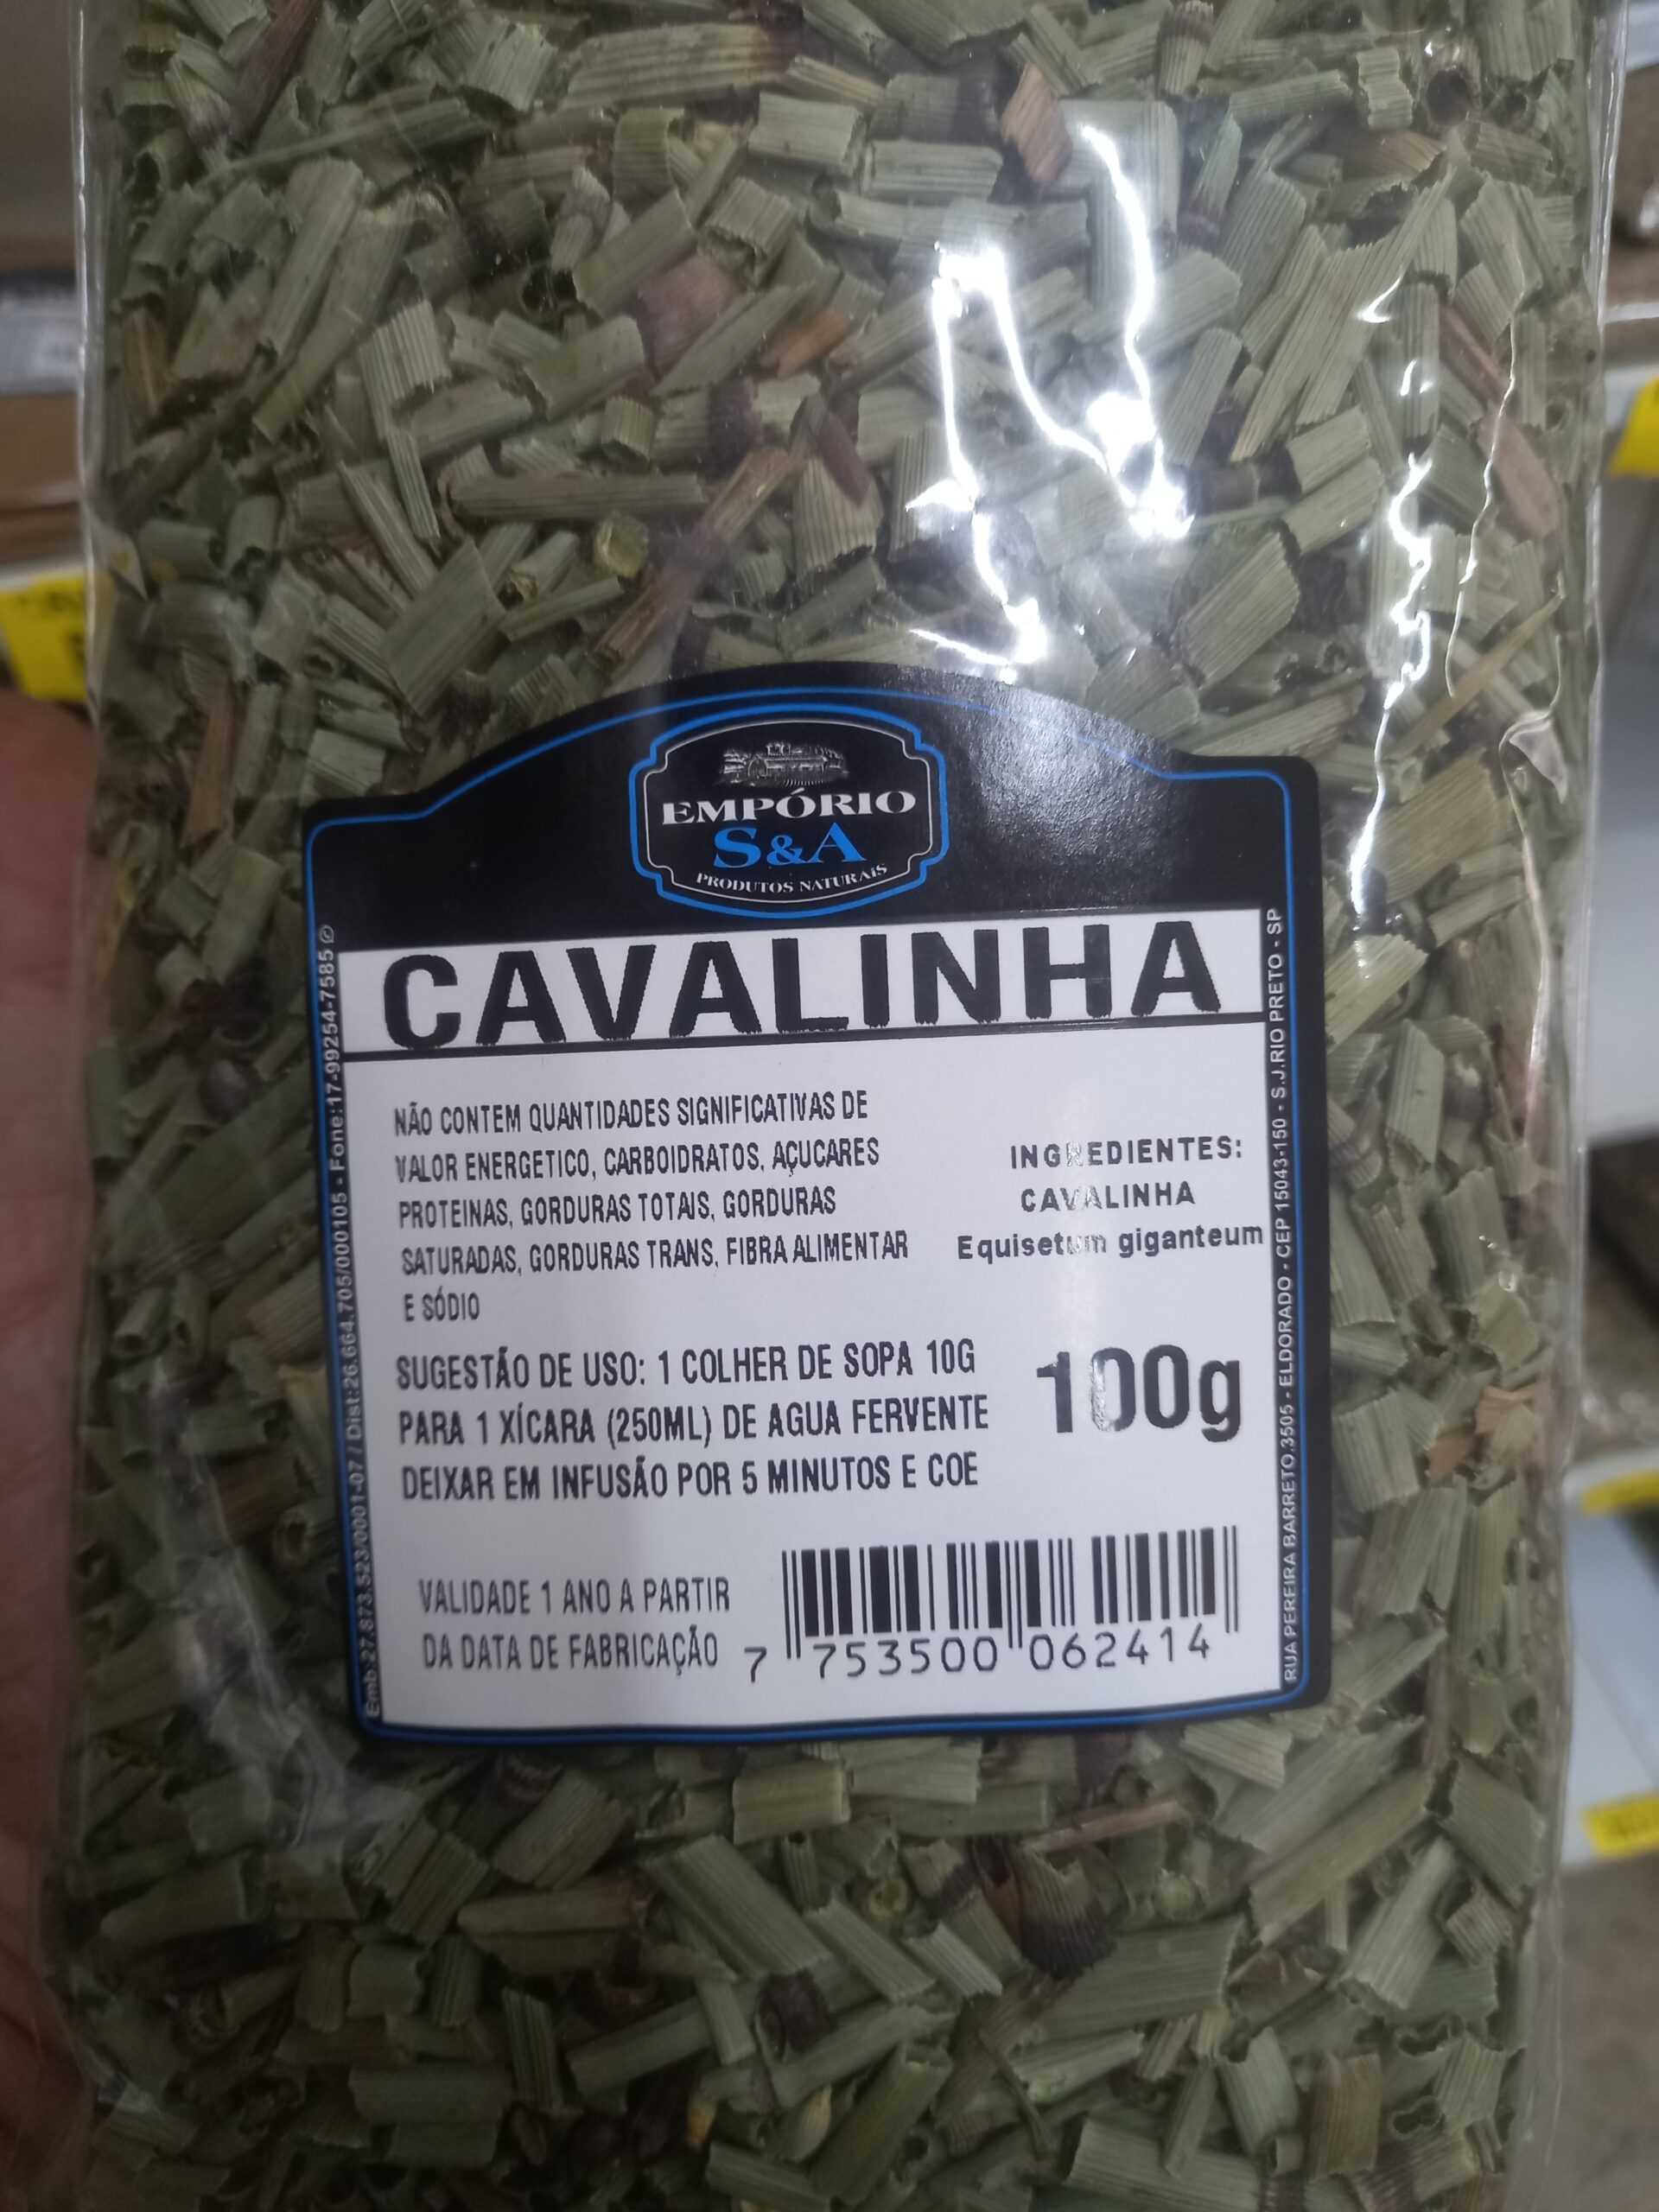 EMPÓRIO
S&A
PRODUTOS NATURAIS
CAVALINHA
NÃO CONTEM QUANTIDADES SIGNIFICATIVAS DE
VALOR ENERGETICO, CARBOIDRATOS, AÇUCARES
PROTEINAS, GORDURAS TOTAIS, GORDURAS
SATURADAS, GORDURAS TRANS, FIBRA ALIMENTAR
E SÓDIO
INGREDIENTES:
CAVALINHA
Equisetum giganteum
SUGESTÃO DE USO: 1 COLHER DE SOPA 10G
PARA 1 XÍCARA (250ML) DE AGUA FERVENTE
DEIXAR EM INFUSÃO POR 5 MINUTOS E COE
100g
VALIDADE 1 ANO A PARTIR
DA DATA DE FABRICAÇÃO
7 753500 062414
Emb:27.873.523/0001-07 / Dist:26.664.705/000105 - Fone:17-99254-7585
RUA PEREIRA BARRETO,3505 - ELDORADO - CEP 15043-150 - S.J.RIO PRETO - SP